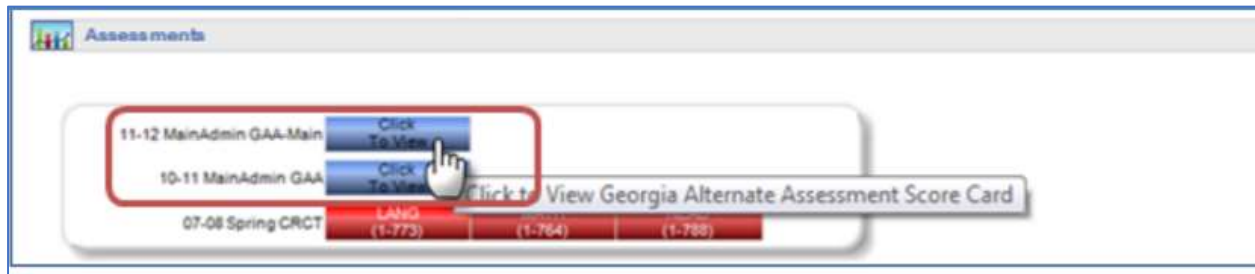 Assessments
11-12 MainAdmin GAA-Main Click To View
10-11 MainAdmin GAA Click To View
Click to View Georgia Alternate Assessment Score Card
07-08 Spring CRCT LANG
(1-773) (1-764) (1-788)